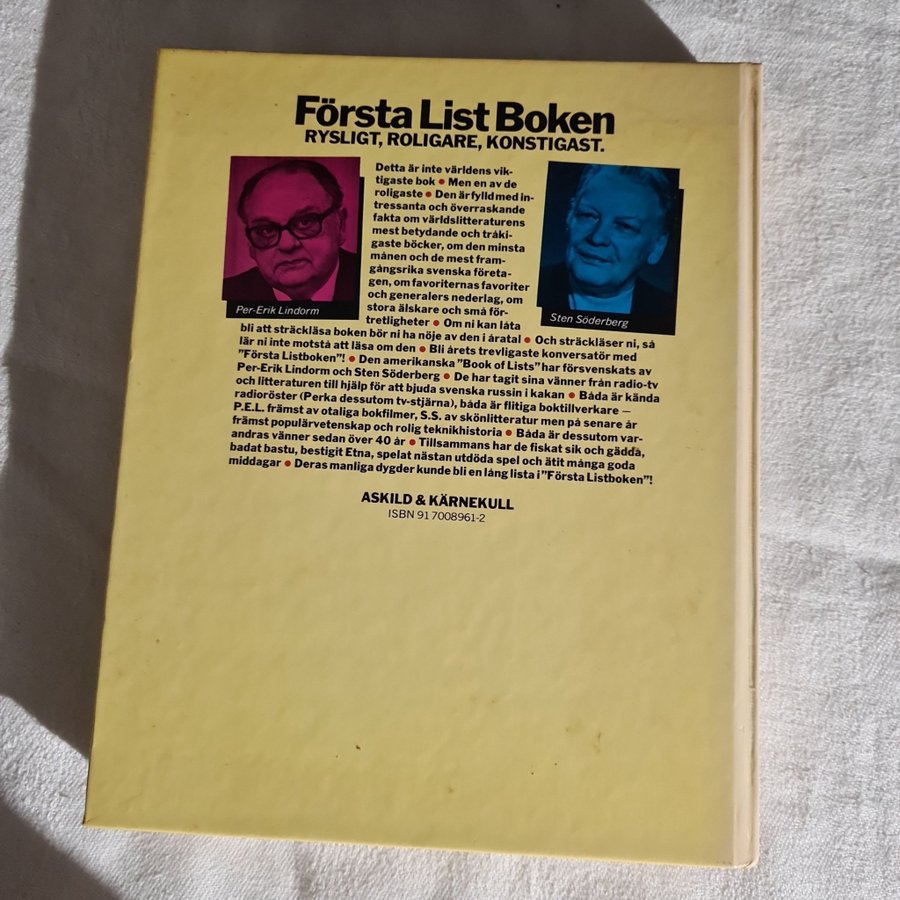 Första List Boken
RYSLIGT, ROLIGARE, KONSTIGAST.
Per-Erik Lindorm
Detta är inte världens vik-
tigaste bok • Men en av de
roligaste • Den är fylld med in-
tressanta och överraskande
fakta om världslitteraturens
mest betydande och tråki-
gaste böcker, om den minsta
månen och de mest fram-
gångsrika svenska företa-
gen, om favoriternas favoriter
och generalers nederlag, om
stora älskare och små för-
tretligheter • Om ni kan låta
bli att sträckläsa boken bör ni ha nöje av den i åratal • Och sträckläser ni, så
lär ni inte motstå att läsa om den • Bli årets trevligaste konversatör med
”Första Listboken”! • Den amerikanska ”Book of Lists” har försvenskats av
Per-Erik Lindorm och Sten Söderberg • De har tagit sina vänner från radio-tv
och litteraturen till hjälp för att bjuda svenska russin i kakan • Båda är kända
radioröster (Perka dessutom tv-stjärna), båda är flitiga boktillverkare —
P.E.L. främst av otaliga bokfilmer, S.S. av skönlitteratur men på senare år
främst populärvetenskap och rolig teknikhistoria • Båda är dessutom var-
andras vänner sedan över 40 år • Tillsammans har de fiskat sik och gädda,
badat bastu, bestigit Etna, spelat nästan utdöda spel och ätit många goda
middagar • Deras manliga dygder kunde bli en lång lista i ”Första Listboken”!
Sten Söderberg
ASKILD & KÄRNEKULL
ISBN 91 7008961-2